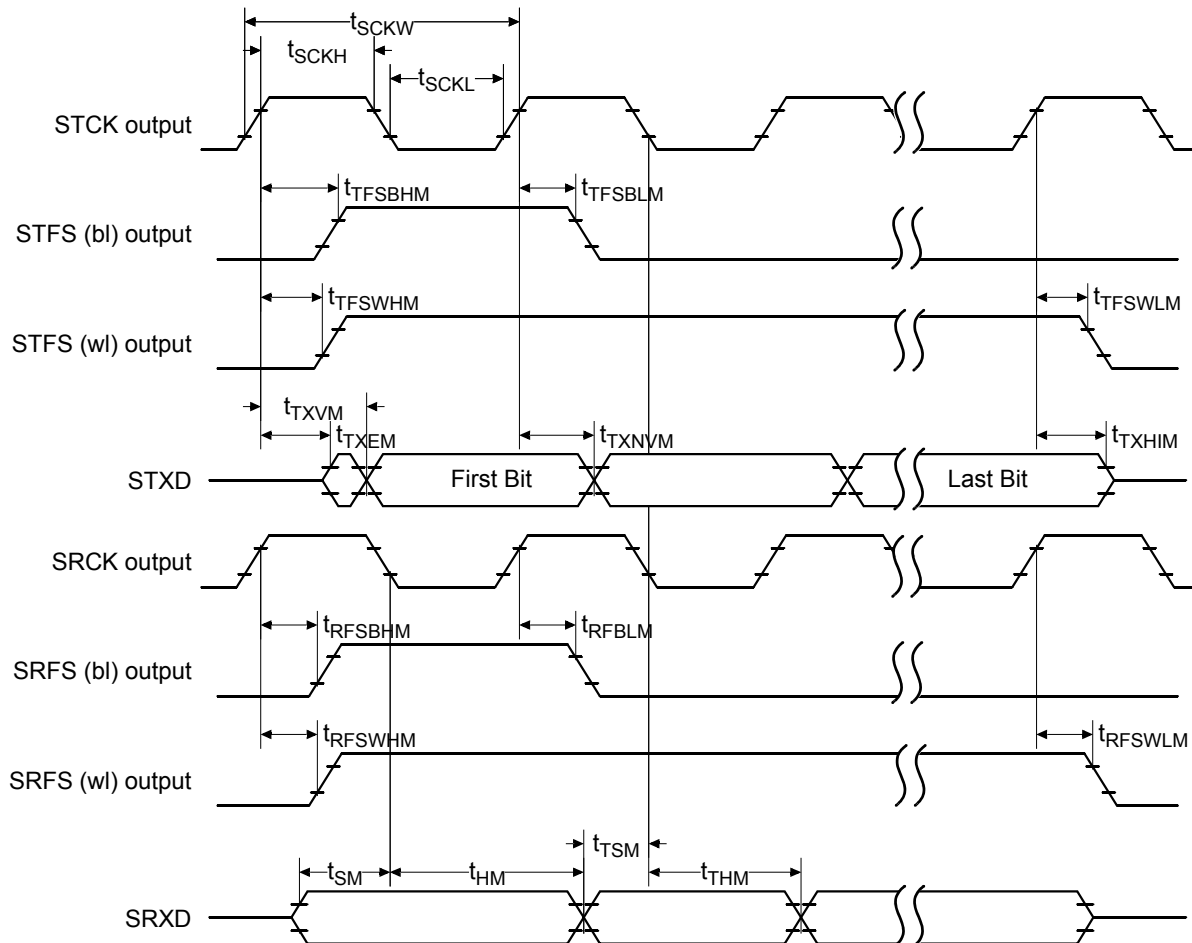 tSCKW
tSCKH
tSCKL
STCK output
tTFSBHM
tTFSBLM
STFS (bl) output
tTFSWHM
tTFSWLM
STFS (wl) output
tTXVM
tTXEM
tTXNVM
tTXHIM
STXD
First Bit
Last Bit
SRCK output
tRFSBHM
tRFBLM
SRFS (bl) output
tRFSWHM
tRFSWLM
SRFS (wl) output
tTSM
tSM
tHM
tTHM
SRXD